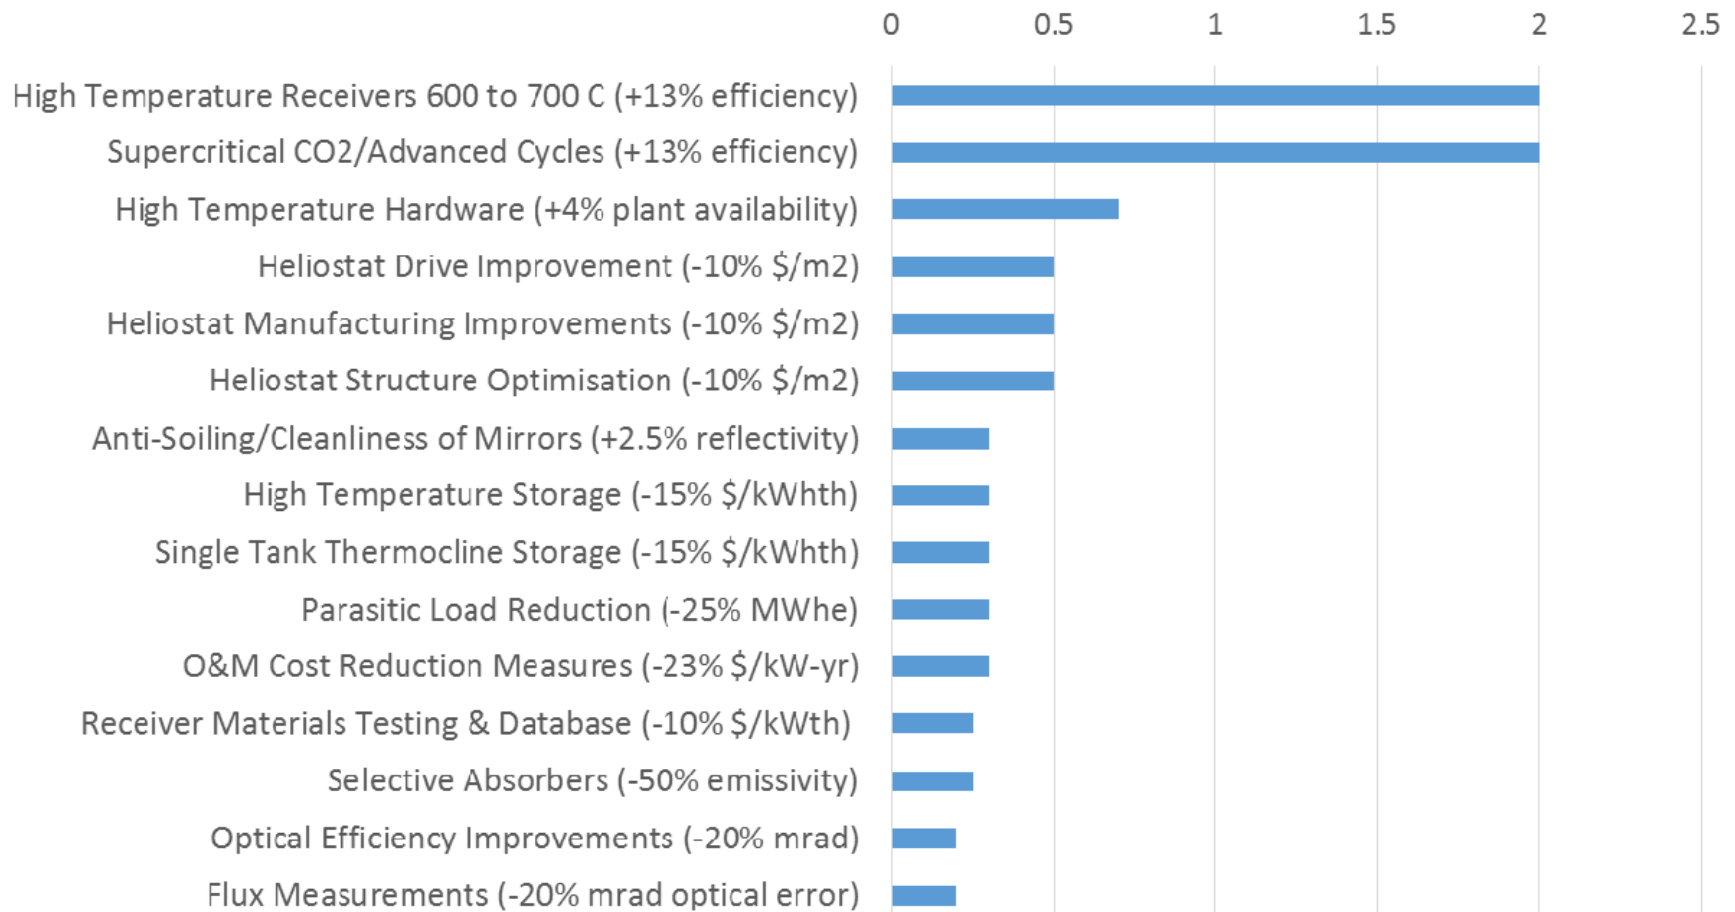 0 0.5 1 1.5 2 2.5
High Temperature Receivers 600 to 700 C (+13% efficiency)
Supercritical CO2/Advanced Cycles (+13% efficiency)
High Temperature Hardware (+4% plant availability)
Heliostat Drive Improvement (-10% $/m2)
Heliostat Manufacturing Improvements (-10% $/m2)
Heliostat Structure Optimisation (-10% $/m2)
Anti-Soiling/Cleanliness of Mirrors (+2.5% reflectivity)
High Temperature Storage (-15% $/kWhth)
Single Tank Thermocline Storage (-15% $/kWhth)
Parasitic Load Reduction (-25% MWhe)
O&M Cost Reduction Measures (-23% $/kW-yr)
Receiver Materials Testing & Database (-10% $/kWth)
Selective Absorbers (-50% emissivity)
Optical Efficiency Improvements (-20% mrad)
Flux Measurements (-20% mrad optical error)